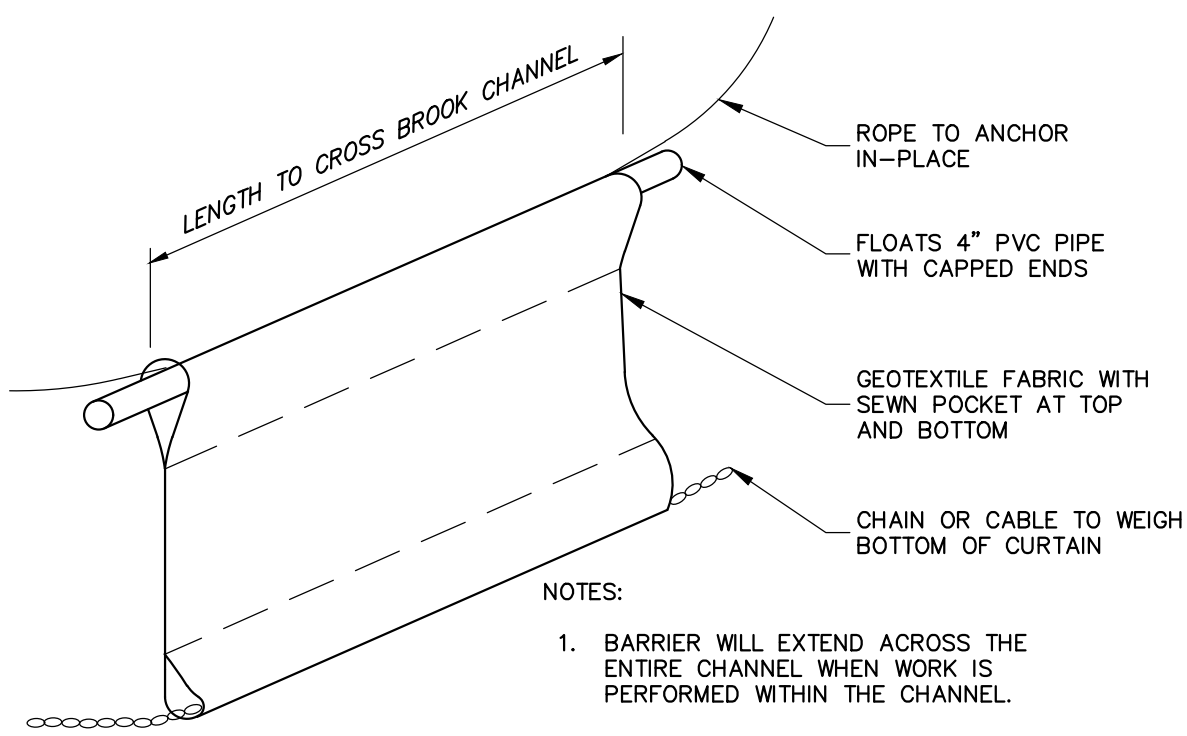 LENGTH TO CROSS BROOK CHANNEL
ROPE TO ANCHOR
IN-PLACE
FLOATS 4" PVC PIPE
WITH CAPPED ENDS
GEOTEXTILE FABRIC WITH
SEWN POCKET AT TOP
AND BOTTOM
CHAIN OR CABLE TO WEIGH
BOTTOM OF CURTAIN
NOTES:
1. BARRIER WILL EXTEND ACROSS THE
ENTIRE CHANNEL WHEN WORK IS
PERFORMED WITHIN THE CHANNEL.